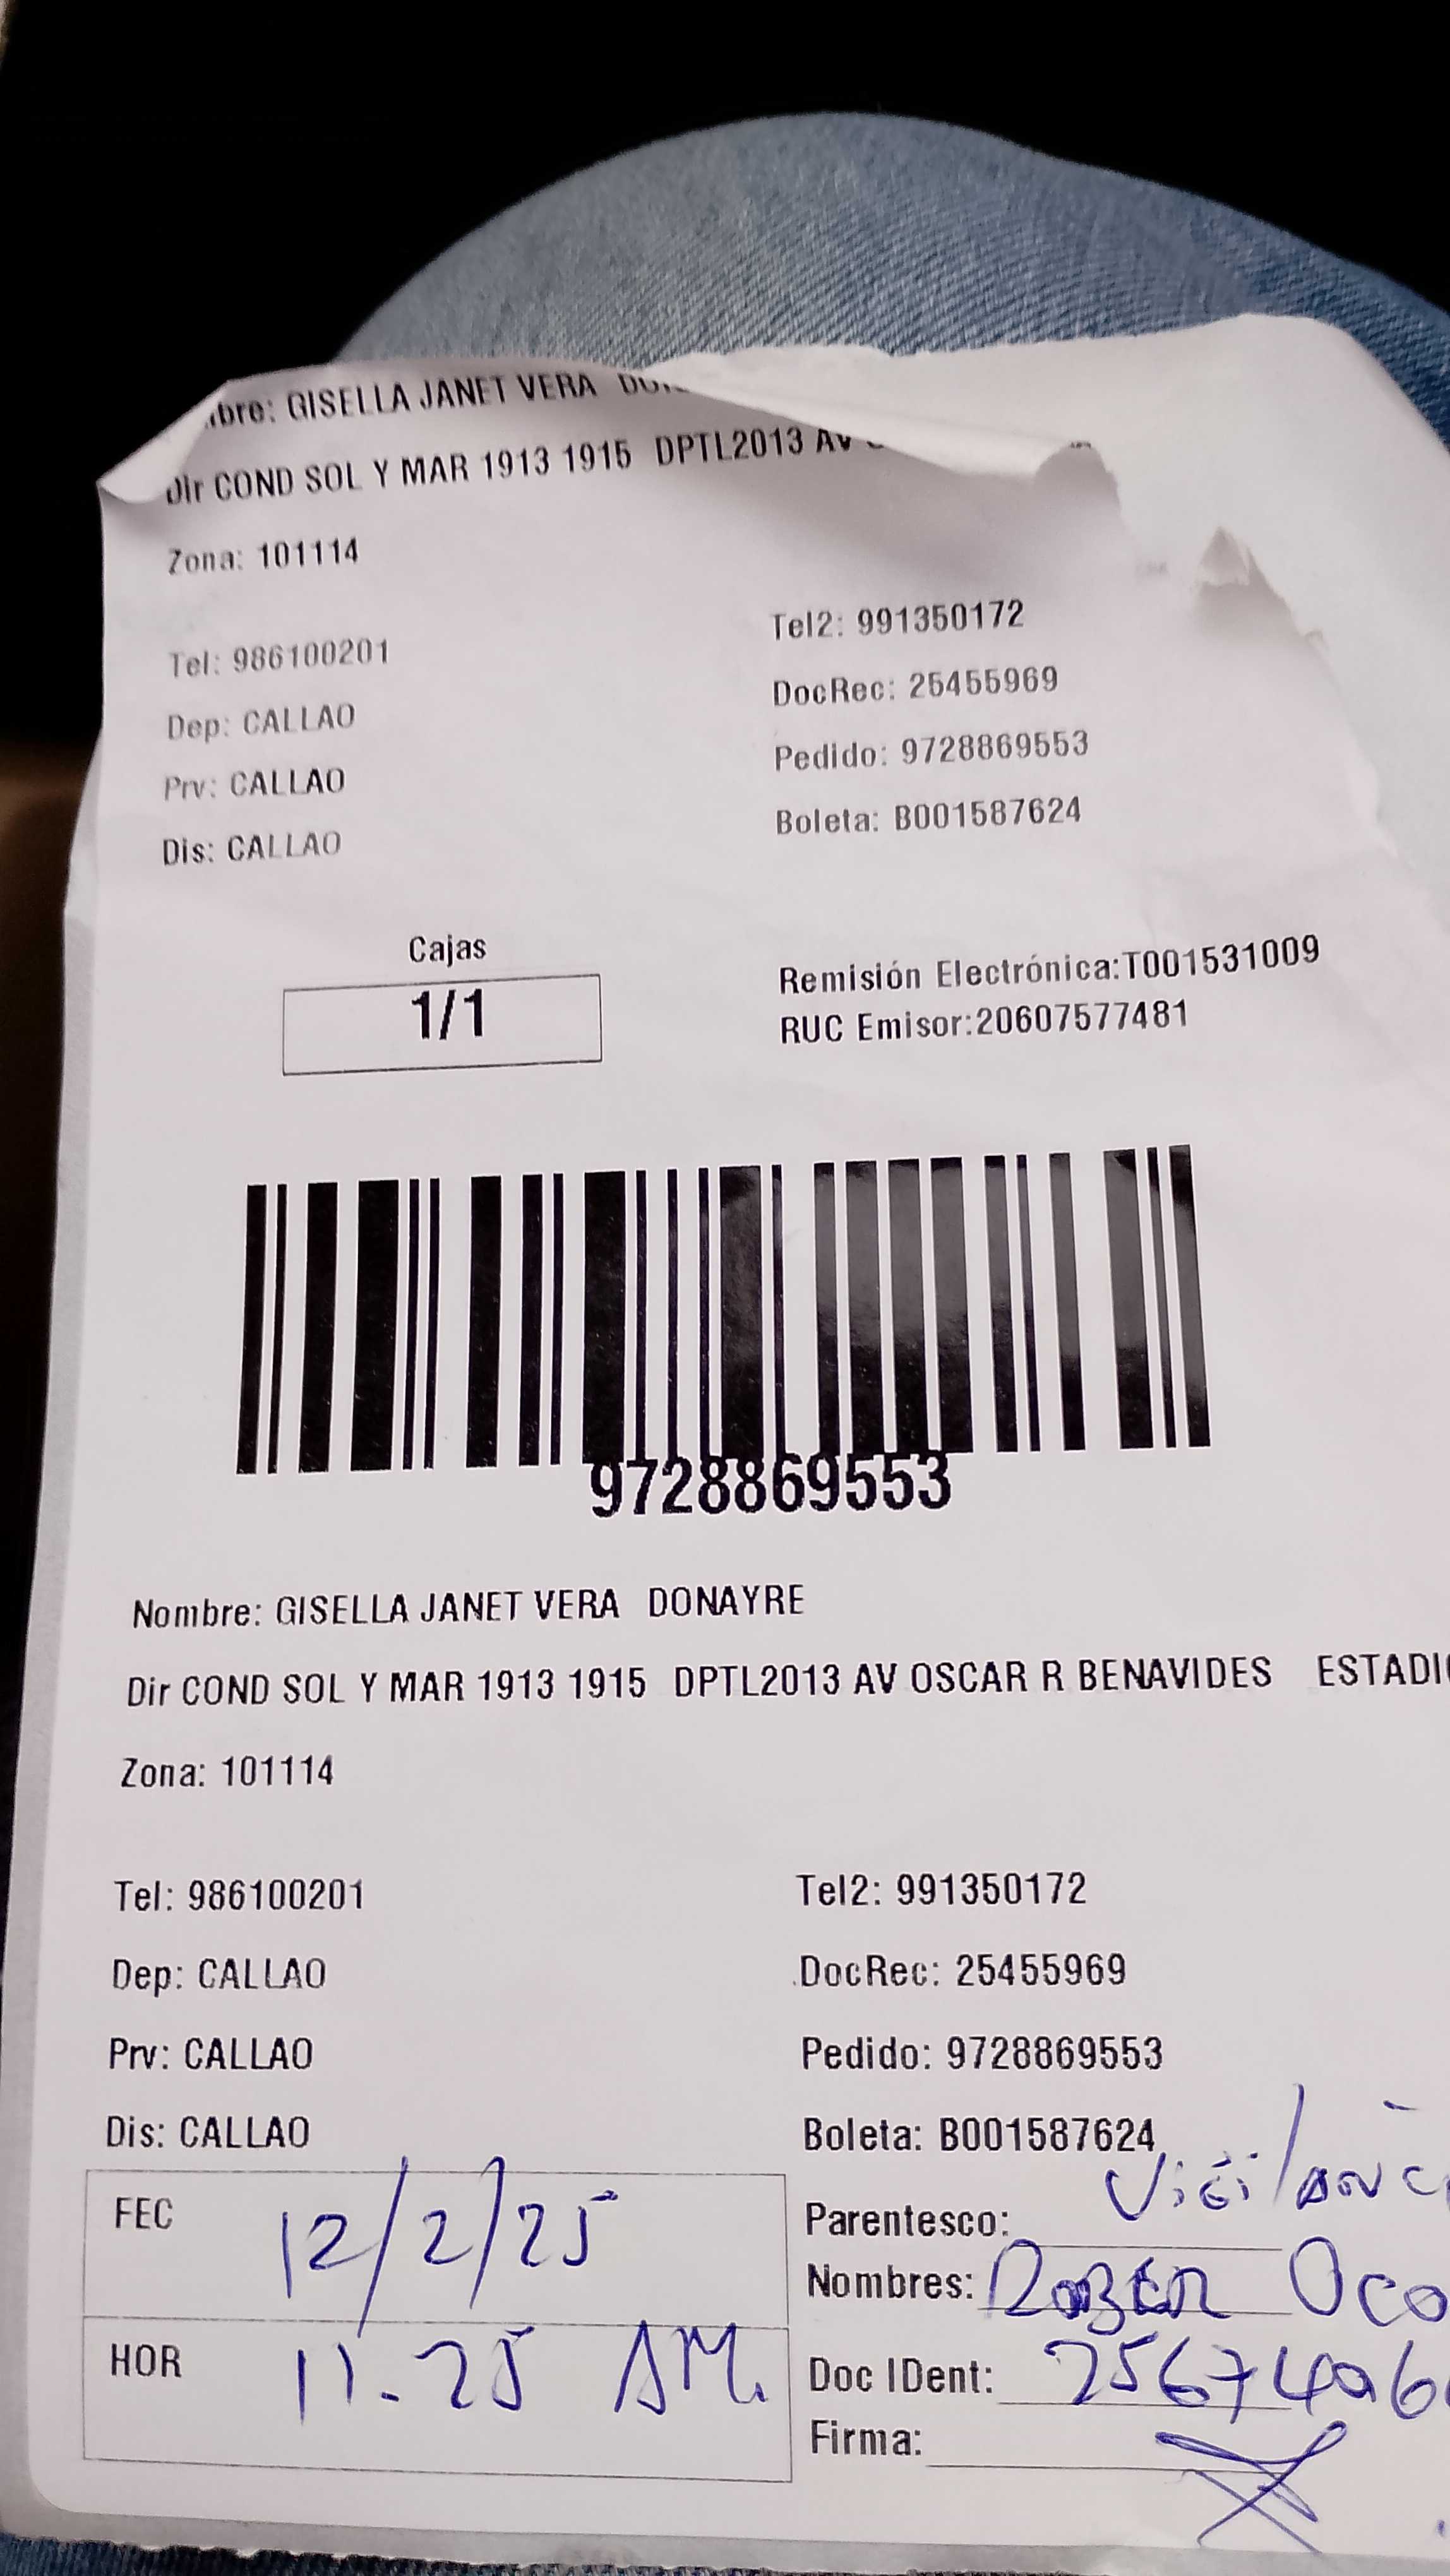 bre: GISELLA JANET VERA
Dir COND SOL Y MAR 1913 1915 DPTL2013 AV
Zona: 101114
Tel: 986100201 Tel2: 991350172
Dep: CALLAO DocRec: 25455969
Prv: CALLAO Pedido: 9728869553
Dis: CALLAO Boleta: B001587624
Cajas
1/1
Remisión Electrónica:T001531009
RUC Emisor:20607577481
9728869553
Nombre: GISELLA JANET VERA DONAYRE
Dir COND SOL Y MAR 1913 1915 DPTL2013 AV OSCAR R BENAVIDES ESTADI
Zona: 101114
Tel: 986100201 Tel2: 991350172
Dep: CALLAO DocRec: 25455969
Prv: CALLAO Pedido: 9728869553
Dis: CALLAO Boleta: B001587624
FEC 12/2/25
HOR 11.25 AM.
Parentesco: Vigilanc
Nombres: Oco
Doc IDent:
Firma: